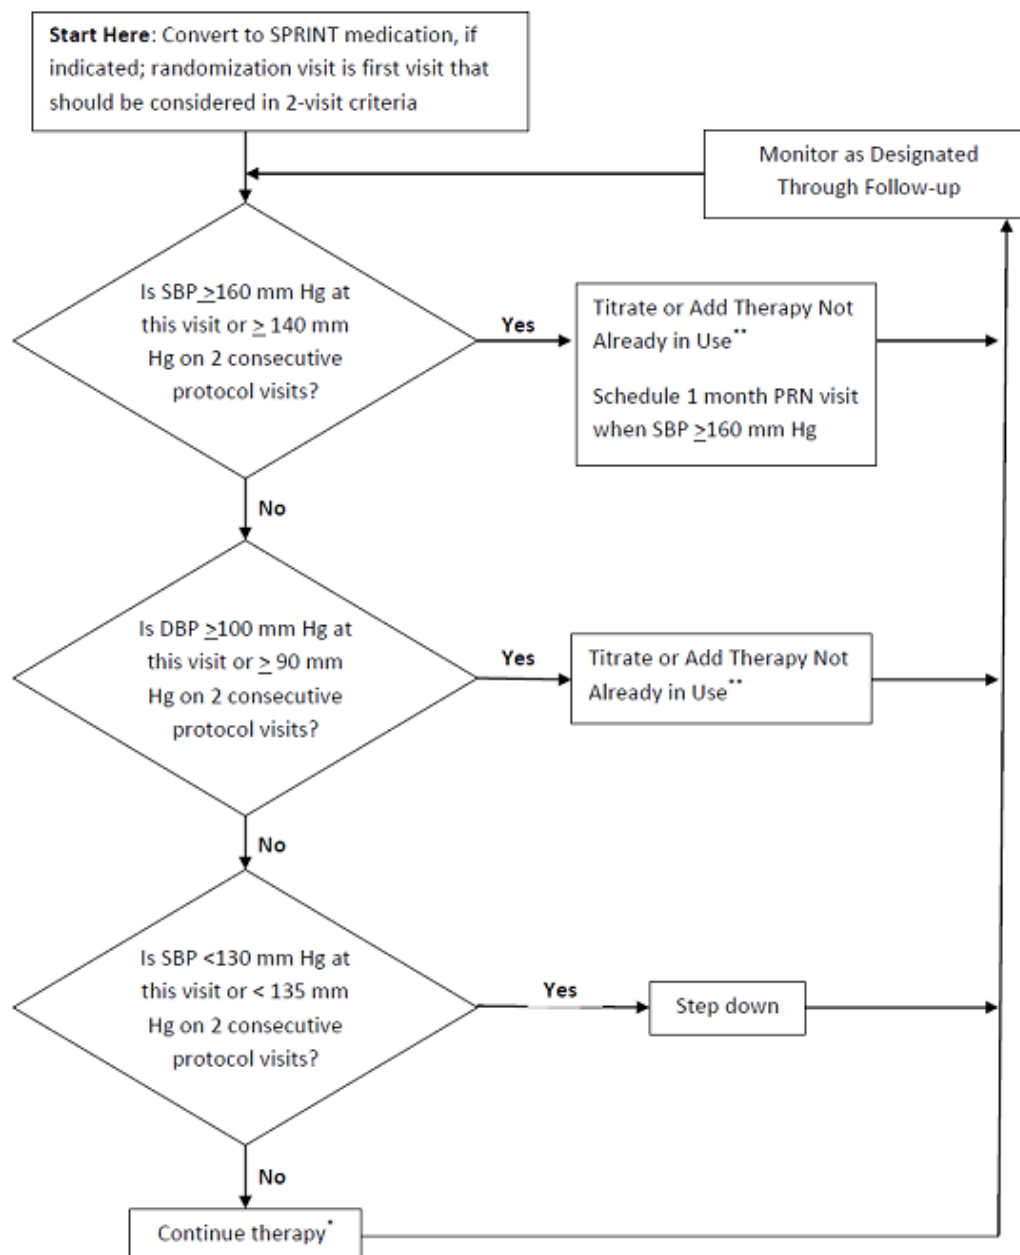 Start Here: Convert to SPRINT medication, if
indicated; randomization visit is first visit that
should be considered in 2-visit criteria
Monitor as Designated
Through Follow-up
Is SBP ≥160 mm Hg at
this visit or ≥ 140 mm
Hg on 2 consecutive
protocol visits?
Yes
Titrate or Add Therapy Not
Already in Use**
Schedule 1 month PRN visit
when SBP ≥160 mm Hg
No
Is DBP ≥100 mm Hg at
this visit or ≥ 90 mm
Hg on 2 consecutive
protocol visits?
Yes
Titrate or Add Therapy Not
Already in Use**
No
Is SBP <130 mm Hg at
this visit or < 135 mm
Hg on 2 consecutive
protocol visits?
Yes
Step down
No
Continue therapy*